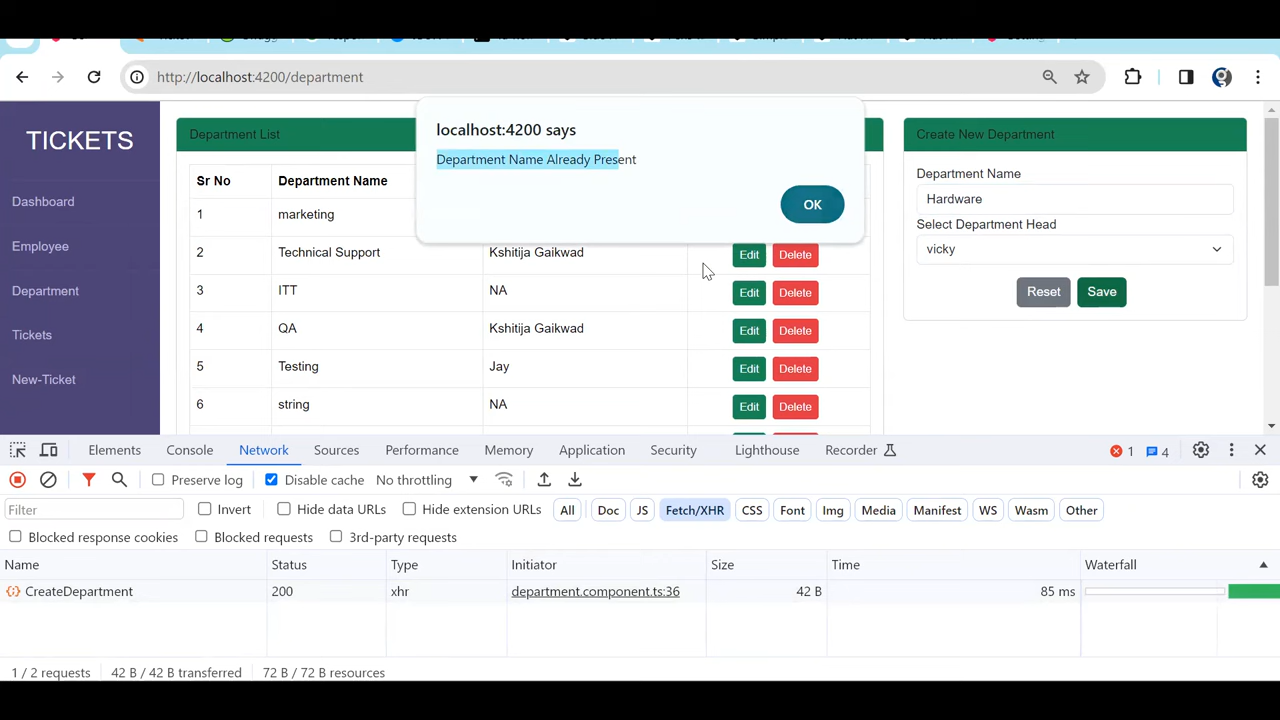 http://localhost:4200/department
TICKETS
Dashboard
Employee
Department
Tickets
New-Ticket
Department List
Sr No
Department Name
1
marketing
2
Technical Support
Kshitija Gaikwad
Edit
Delete
3
ITT
NA
Edit
Delete
4
QA
Kshitija Gaikwad
Edit
Delete
5
Testing
Jay
Edit
Delete
6
string
NA
Edit
Delete
localhost:4200 says
Department Name Already Present
OK
Create New Department
Department Name
Hardware
Select Department Head
vicky
Reset
Save
Elements
Console
Network
Sources
Performance
Memory
Application
Security
Lighthouse
Recorder
1
4
Preserve log
Disable cache
No throttling
Filter
Invert
Hide data URLs
Hide extension URLs
All
Doc
JS
Fetch/XHR
CSS
Font
Img
Media
Manifest
WS
Wasm
Other
Blocked response cookies
Blocked requests
3rd-party requests
Name
Status
Type
Initiator
Size
Time
Waterfall
CreateDepartment
200
xhr
department.component.ts:36
42 B
85 ms
1 / 2 requests
42 B / 42 B transferred
72 B / 72 B resources